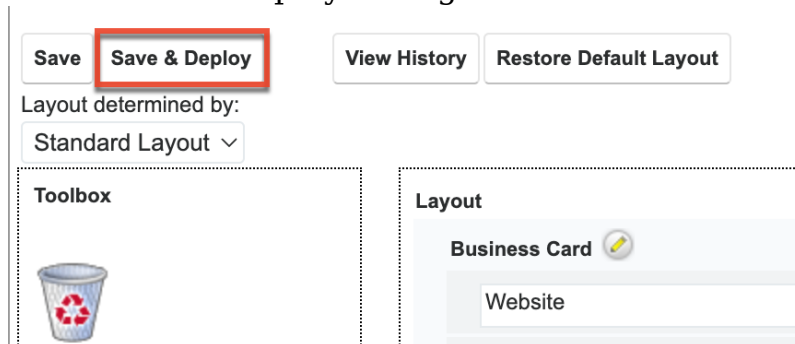 Save Save & Deploy View History Restore Default Layout
Layout determined by:
Standard Layout
Toolbox
Layout
Business Card
Website